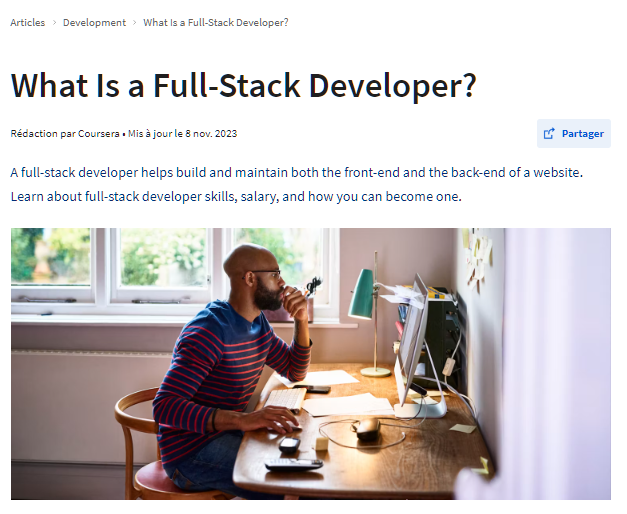 Articles > Development > What Is a Full-Stack Developer?
What Is a Full-Stack Developer?
Rédaction par Coursera • Mis à jour le 8 nov. 2023
Partager
A full-stack developer helps build and maintain both the front-end and the back-end of a website.
Learn about full-stack developer skills, salary, and how you can become one.